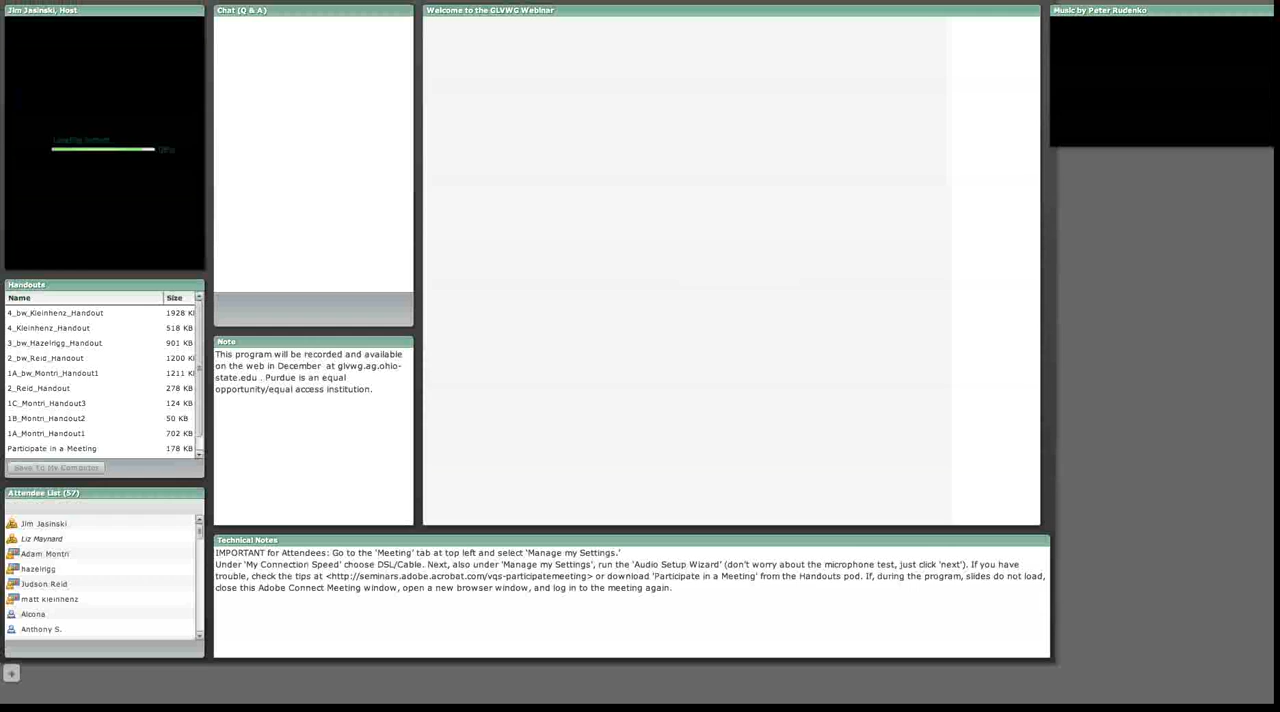 Jim Jasinski, Host
Handouts
Name Size
4_bw_Kleinhenz_Handout 1928 K
4_Kleinhenz_Handout 518 KB
3_bw_Hazelrigg_Handout 901 KB
2_bw_Reid_Handout 1200 K
1A_bw_Montri_Handout1 1211 K
2_Reid_Handout 278 KB
1C_Montri_Handout3 124 KB
1B_Montri_Handout2 50 KB
1A_Montri_Handout1 702 KB
Participate in a Meeting 178 KB
Save To My Computer
Attendee List (57)
Jim Jasinski
Liz Maynard
Adam Montri
hazelrigg
Judson Reid
matt kleinhenz
Alcona
Anthony S.
Chat (Q & A)
Note
This program will be recorded and available
on the web in December at glvwg.ag.ohio-
state.edu . Purdue is an equal
opportunity/equal access institution.
Welcome to the GLVWG Webinar
Technical Notes
IMPORTANT for Attendees: Go to the ‘Meeting’ tab at top left and select ‘Manage my Settings.’
Under ‘My Connection Speed’ choose DSL/Cable. Next, also under ‘Manage my Settings’, run the ‘Audio Setup Wizard’ (don’t worry about the microphone test, just click ‘next’). If you have
trouble, check the tips at <http://seminars.adobe.acrobat.com/vqs-participatemeeting> or download ‘Participate in a Meeting’ from the Handouts pod. If, during the program, slides do not load,
close this Adobe Connect Meeting window, open a new browser window, and log in to the meeting again.
Music by Peter Rudenko